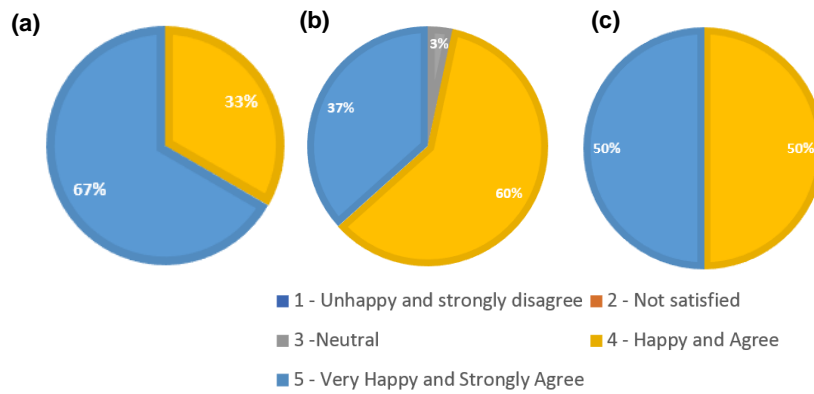 (a)
(b)
(c)
33%
67%
3%
37%
60%
50%
50%
1 - Unhappy and strongly disagree
2 - Not satisfied
3 -Neutral
4 - Happy and Agree
5 - Very Happy and Strongly Agree